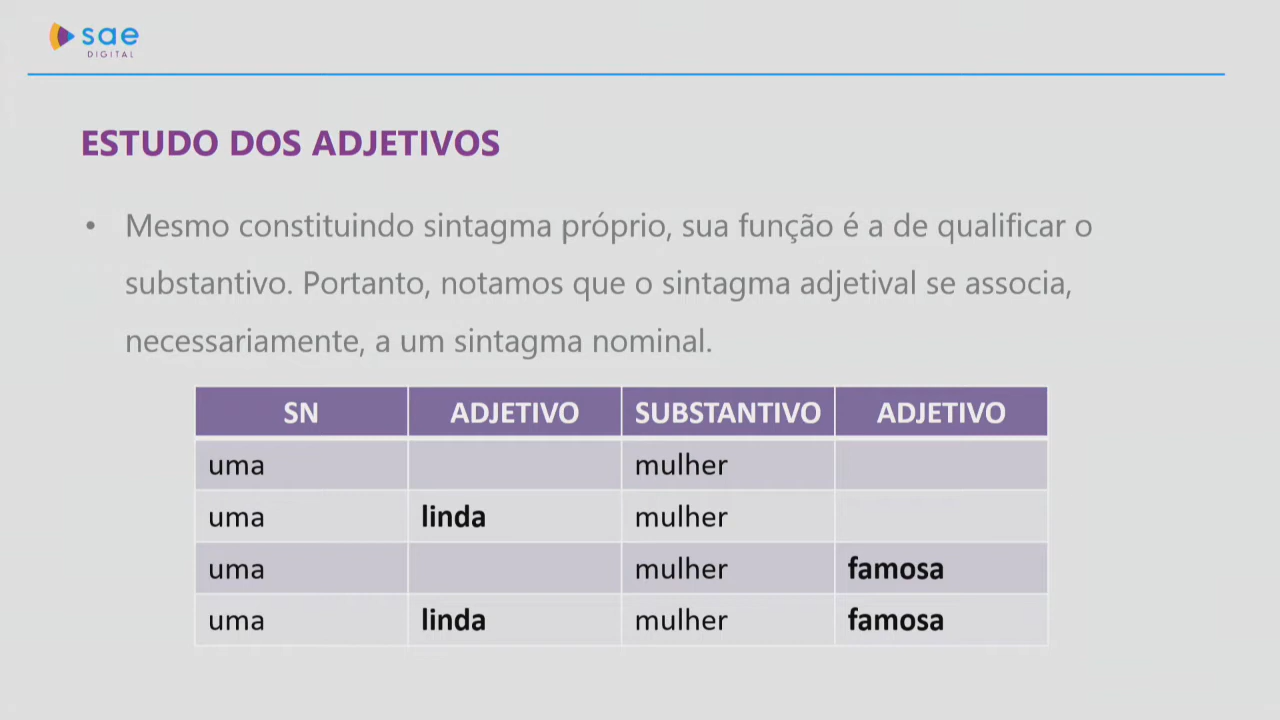 sae
DIGITAL
ESTUDO DOS ADJETIVOS
• Mesmo constituindo sintagma próprio, sua função é a de qualificar o
substantivo. Portanto, notamos que o sintagma adjetival se associa,
necessariamente, a um sintagma nominal.
SN ADJETIVO SUBSTANTIVO ADJETIVO
uma mulher
uma linda mulher
uma mulher famosa
uma linda mulher famosa